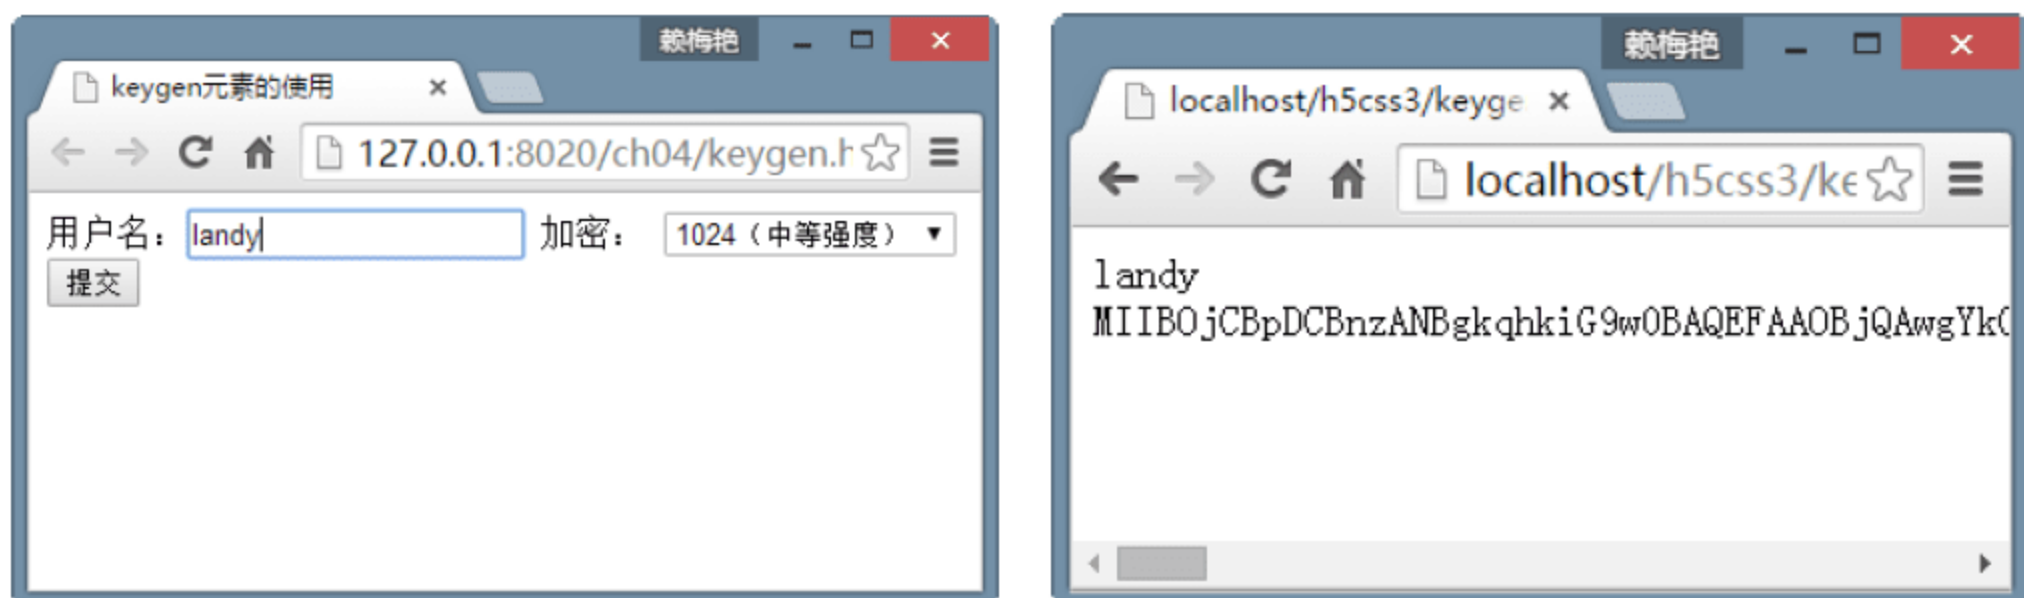 赖梅艳
keygen元素的使用
127.0.0.1:8020/ch04/keygen.h
用户名： landy 加密： 1024（中等强度）
提交
赖梅艳
localhost/h5css3/keyge
localhost/h5css3/ke
landy
MIIBOjCBpDCBnzANBgkqhkiG9w0BAQEFAAOBjQAwgYk